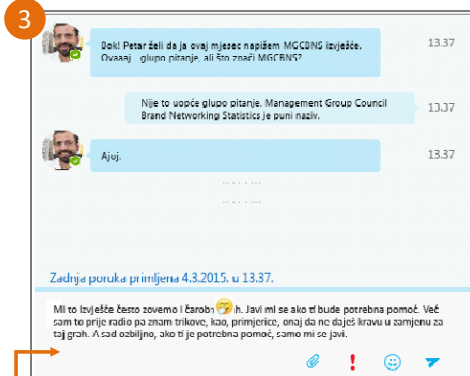 3
Bok! Petar želi da ja ovaj mjesec napišem MGCBNS izvješće.
13.37
Ovaaaj... glupo pitanje, ali što znači MGCBNS?
Nije to uopće glupo pitanje. Management Group Council
13.37
Brand Networking Statistics je puni naziv.
Ajoj.
13.37
Zadnja poruka primljena 4.3.2015. u 13.37.
Mi to izvješće često zovemo i čarobni h. Javi mi se ako ti bude potrebna pomoć. Već
sam to prije radio pa znam trikove, kao, primjerice, onaj da ne daješ kravu u zamjenu za
taj grah. A sad ozbiljno, ako ti je potrebna pomoć, samo mi se javi.